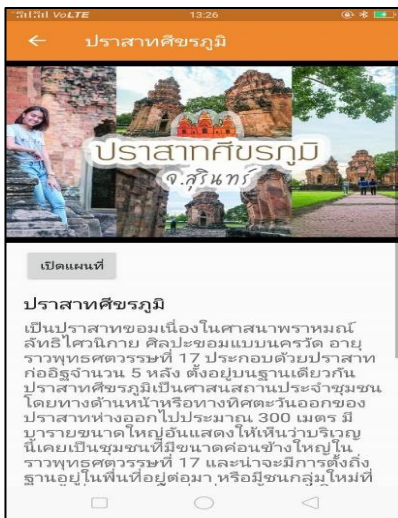 VoLTE 13:26
ปราสาทศีขรภูมิ
ปราสาทศีขรภูมิ
จ.สุรินทร์
เปิดแผนที่
ปราสาทศีขรภูมิ
เป็นปราสาทขอมเนื่องในศาสนาพราหมณ์
ลัทธิไศวนิกาย ศิลปะขอมแบบนครวัด อายุ
ราวพุทธศตวรรษที่ 17 ประกอบด้วยปราสาท
ก่ออิฐจำนวน 5 หลัง ตั้งอยู่บนฐานเดียวกัน
ปราสาทศีขรภูมิเป็นศาสนสถานประจำชุมชน
โดยทางด้านหน้าหรือทางทิศตะวันออกของ
ปราสาทห่างออกไปประมาณ 300 เมตร มี
บารายขนาดใหญ่อันแสดงให้เห็นว่าบริเวณ
นี้เคยเป็นชุมชนที่มีขนาดค่อนข้างใหญ่ใน
ราวพุทธศตวรรษที่ 17 และน่าจะมีการตั้งถิ่น
ฐานอยู่ในพื้นที่อยู่ต่อมา หรือมีชนกลุ่มใหม่ที่